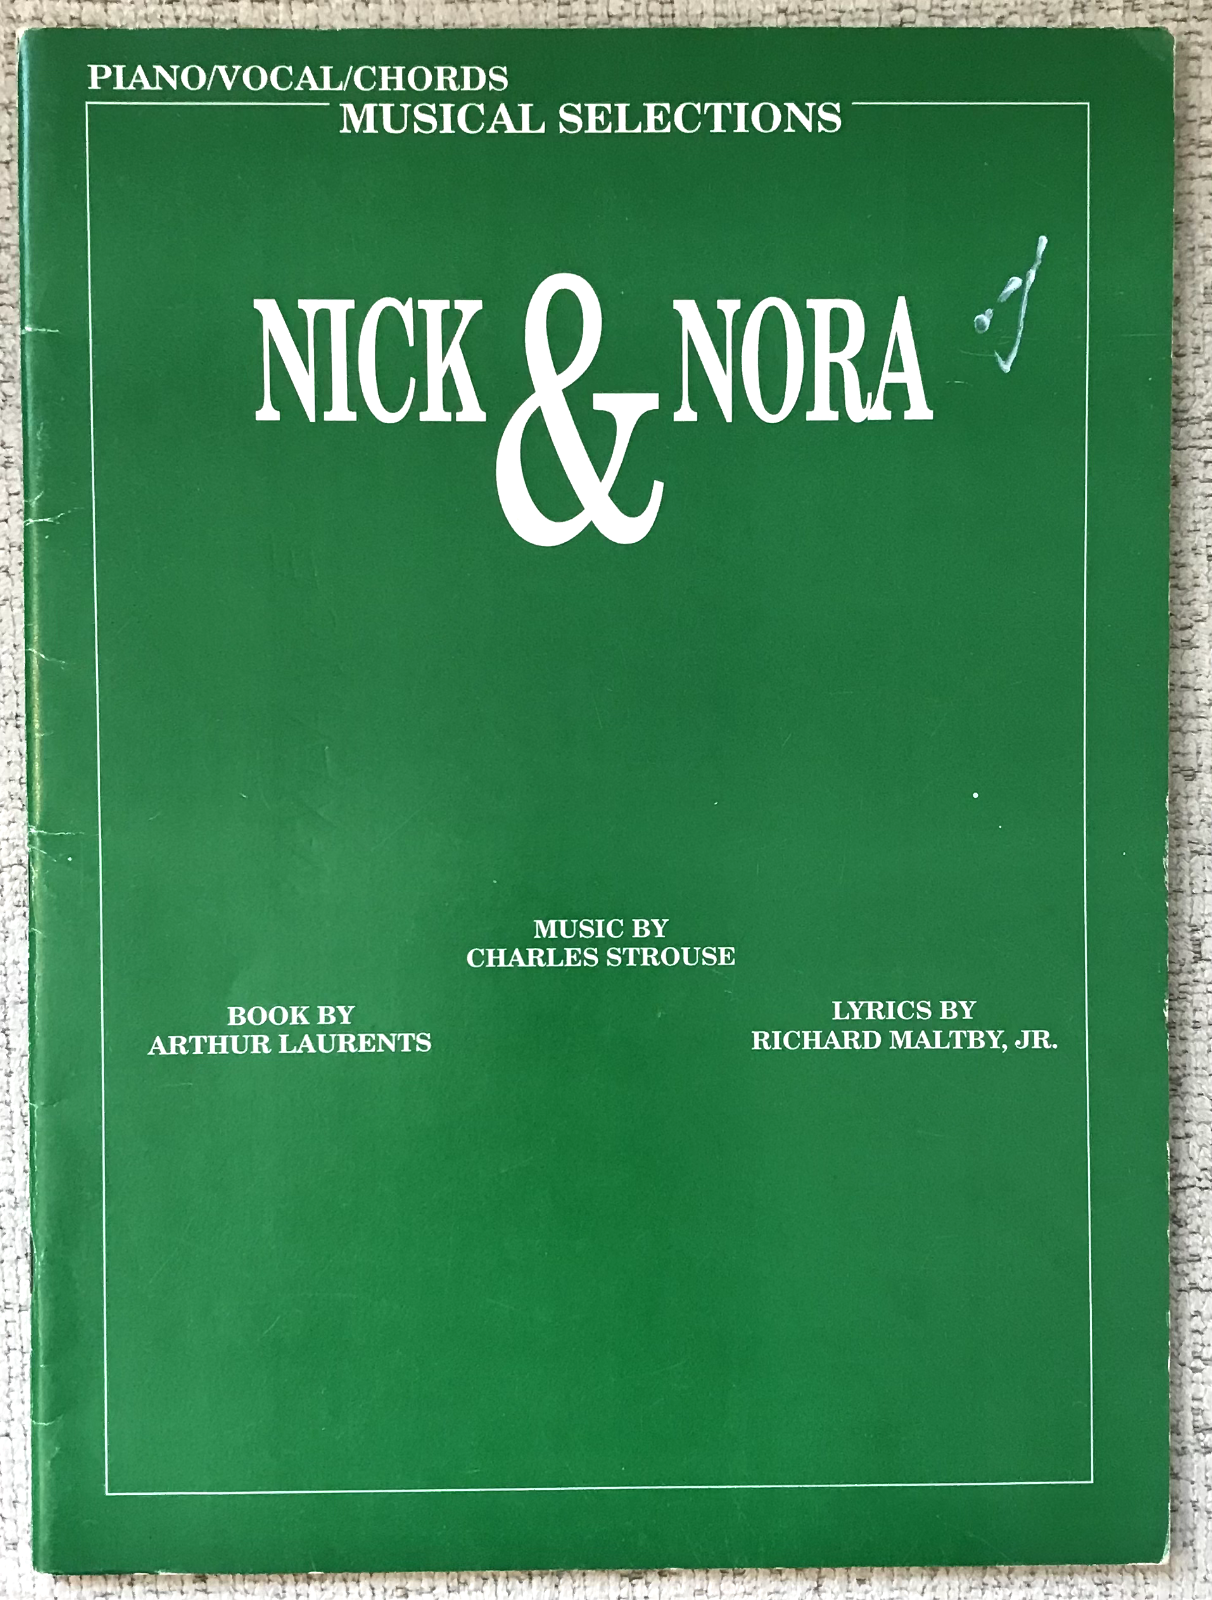 PIANO/VOCAL/CHORDS
MUSICAL SELECTIONS
NICK & NORA
MUSIC BY
CHARLES STROUSE
BOOK BY
ARTHUR LAURENTS
LYRICS BY
RICHARD MALTBY, JR.